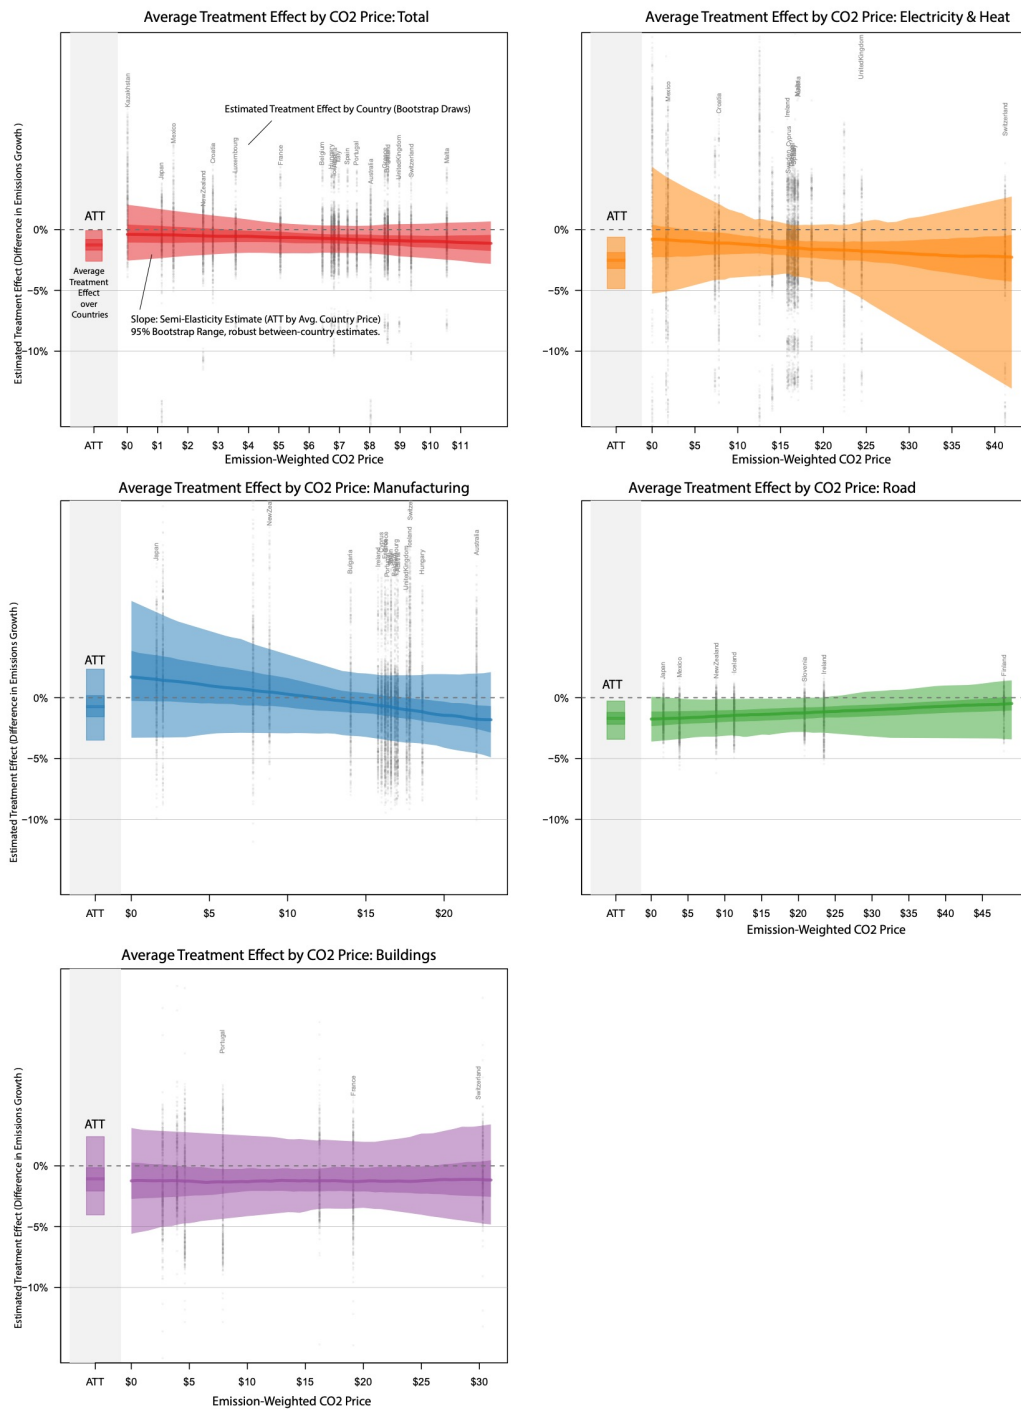 Average Treatment Effect by CO2 Price: Total
Estimated Treatment Effect (Difference in Emissions Growth )
Kazakhstan
Japan
Mexico
NewZealand
Croatia
Luxembourg
France
Belgium
Spain
Portugal
Australia
UnitedKingdom
Switzerland
Malta
Estimated Treatment Effect by Country (Bootstrap Draws)
ATT
Average
Treatment
Effect
over
Countries
Slope: Semi-Elasticity Estimate (ATT by Avg. Country Price)
95% Bootstrap Range, robust between-country estimates.
0%
−5%
−10%
ATT $0 $1 $2 $3 $4 $5 $6 $7 $8 $9 $10 $11
Emission-Weighted CO2 Price
Average Treatment Effect by CO2 Price: Electricity & Heat
Mexico
Croatia
Ireland
Cyprus
Sweden
UnitedKingdom
Switzerland
ATT
0%
−5%
−10%
ATT $0 $5 $10 $15 $20 $25 $30 $35 $40
Emission-Weighted CO2 Price
Average Treatment Effect by CO2 Price: Manufacturing
Estimated Treatment Effect (Difference in Emissions Growth )
Japan
NewZea
Bulgaria
Ireland
UnitedKingdom
Iceland
Switze
Hungary
Australia
ATT
0%
−5%
−10%
ATT $0 $5 $10 $15 $20
Average Treatment Effect by CO2 Price: Road
Japan
Mexico
NewZealand
Iceland
Slovenia
Ireland
Finland
ATT
0%
−5%
−10%
ATT $0 $5 $10 $15 $20 $25 $30 $35 $40 $45
Emission-Weighted CO2 Price
Average Treatment Effect by CO2 Price: Buildings
Estimated Treatment Effect (Difference in Emissions Growth )
Portugal
France
Switzerland
ATT
0%
−5%
−10%
ATT $0 $5 $10 $15 $20 $25 $30
Emission-Weighted CO2 Price